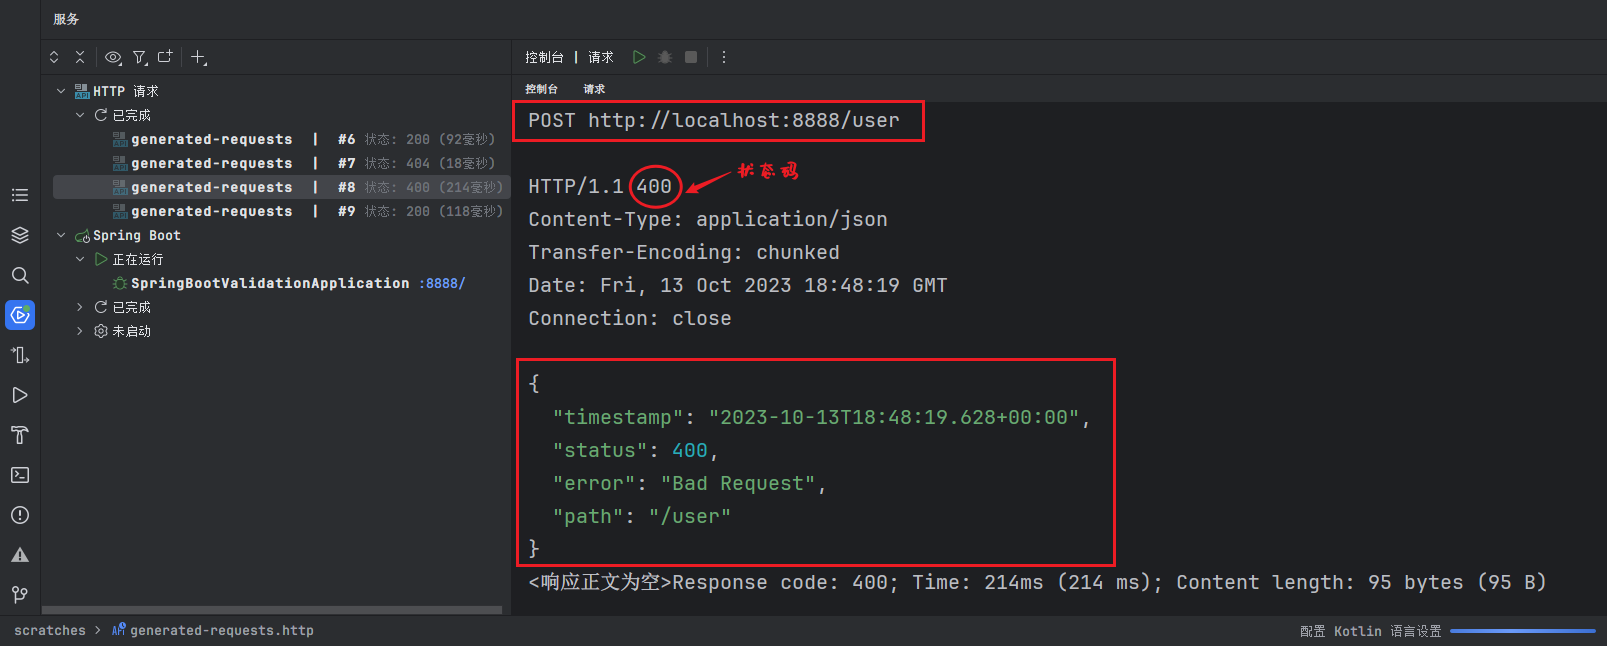 服务
控制台 | 请求
控制台 请求
HTTP 请求
已完成
generated-requests | #6 状态: 200 (92毫秒)
generated-requests | #7 状态: 404 (18毫秒)
generated-requests | #8 状态: 400 (214毫秒)
generated-requests | #9 状态: 200 (118毫秒)
Spring Boot
正在运行
SpringBootValidationApplication :8888/
已完成
未启动
POST http://localhost:8888/user
HTTP/1.1 400
状态码
Content-Type: application/json
Transfer-Encoding: chunked
Date: Fri, 13 Oct 2023 18:48:19 GMT
Connection: close
{
"timestamp": "2023-10-13T18:48:19.628+00:00",
"status": 400,
"error": "Bad Request",
"path": "/user"
}
<响应正文为空>Response code: 400; Time: 214ms (214 ms); Content length: 95 bytes (95 B)
scratches > generated-requests.http
配置 Kotlin 语言设置